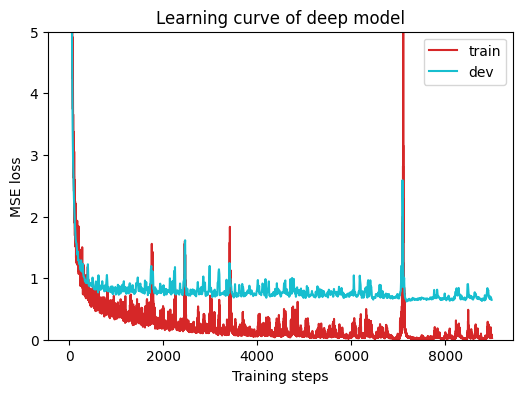 Learning curve of deep model
5
4
3
2
1
0
MSE loss
train
dev
0
2000
4000
6000
8000
Training steps